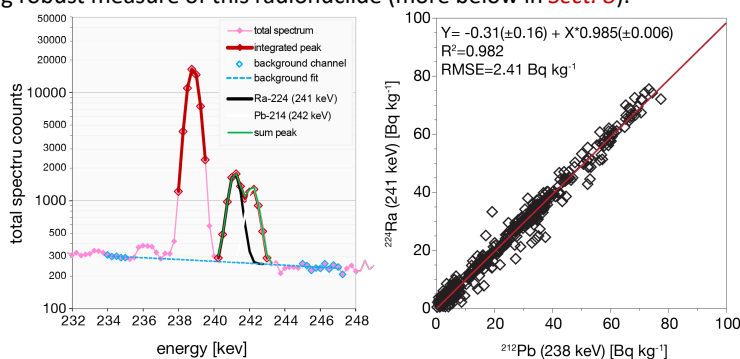 g robust measure of this radionuclide (more below in Sect. 8).
total spectrum
integrated peak
background channel
background fit
Ra-224 (241 keV)
Pb-214 (242 keV)
sum peak
total spectru coounts
50000
30000
20000
10000
5000
3000
2000
1000
500
300
200
100
232 234 236 238 240 242 244 246 248
energy [kev]
Y= -0.31(±0.16) + X*0.985(±0.006)
R²=0.982
RMSE=2.41 Bq kg⁻¹
²²⁴Ra (241 keV) [Bq kg⁻¹]
100
80
60
40
20
0
0 20 40 60 80 100
²¹²Pb (238 keV) [Bq kg⁻¹]